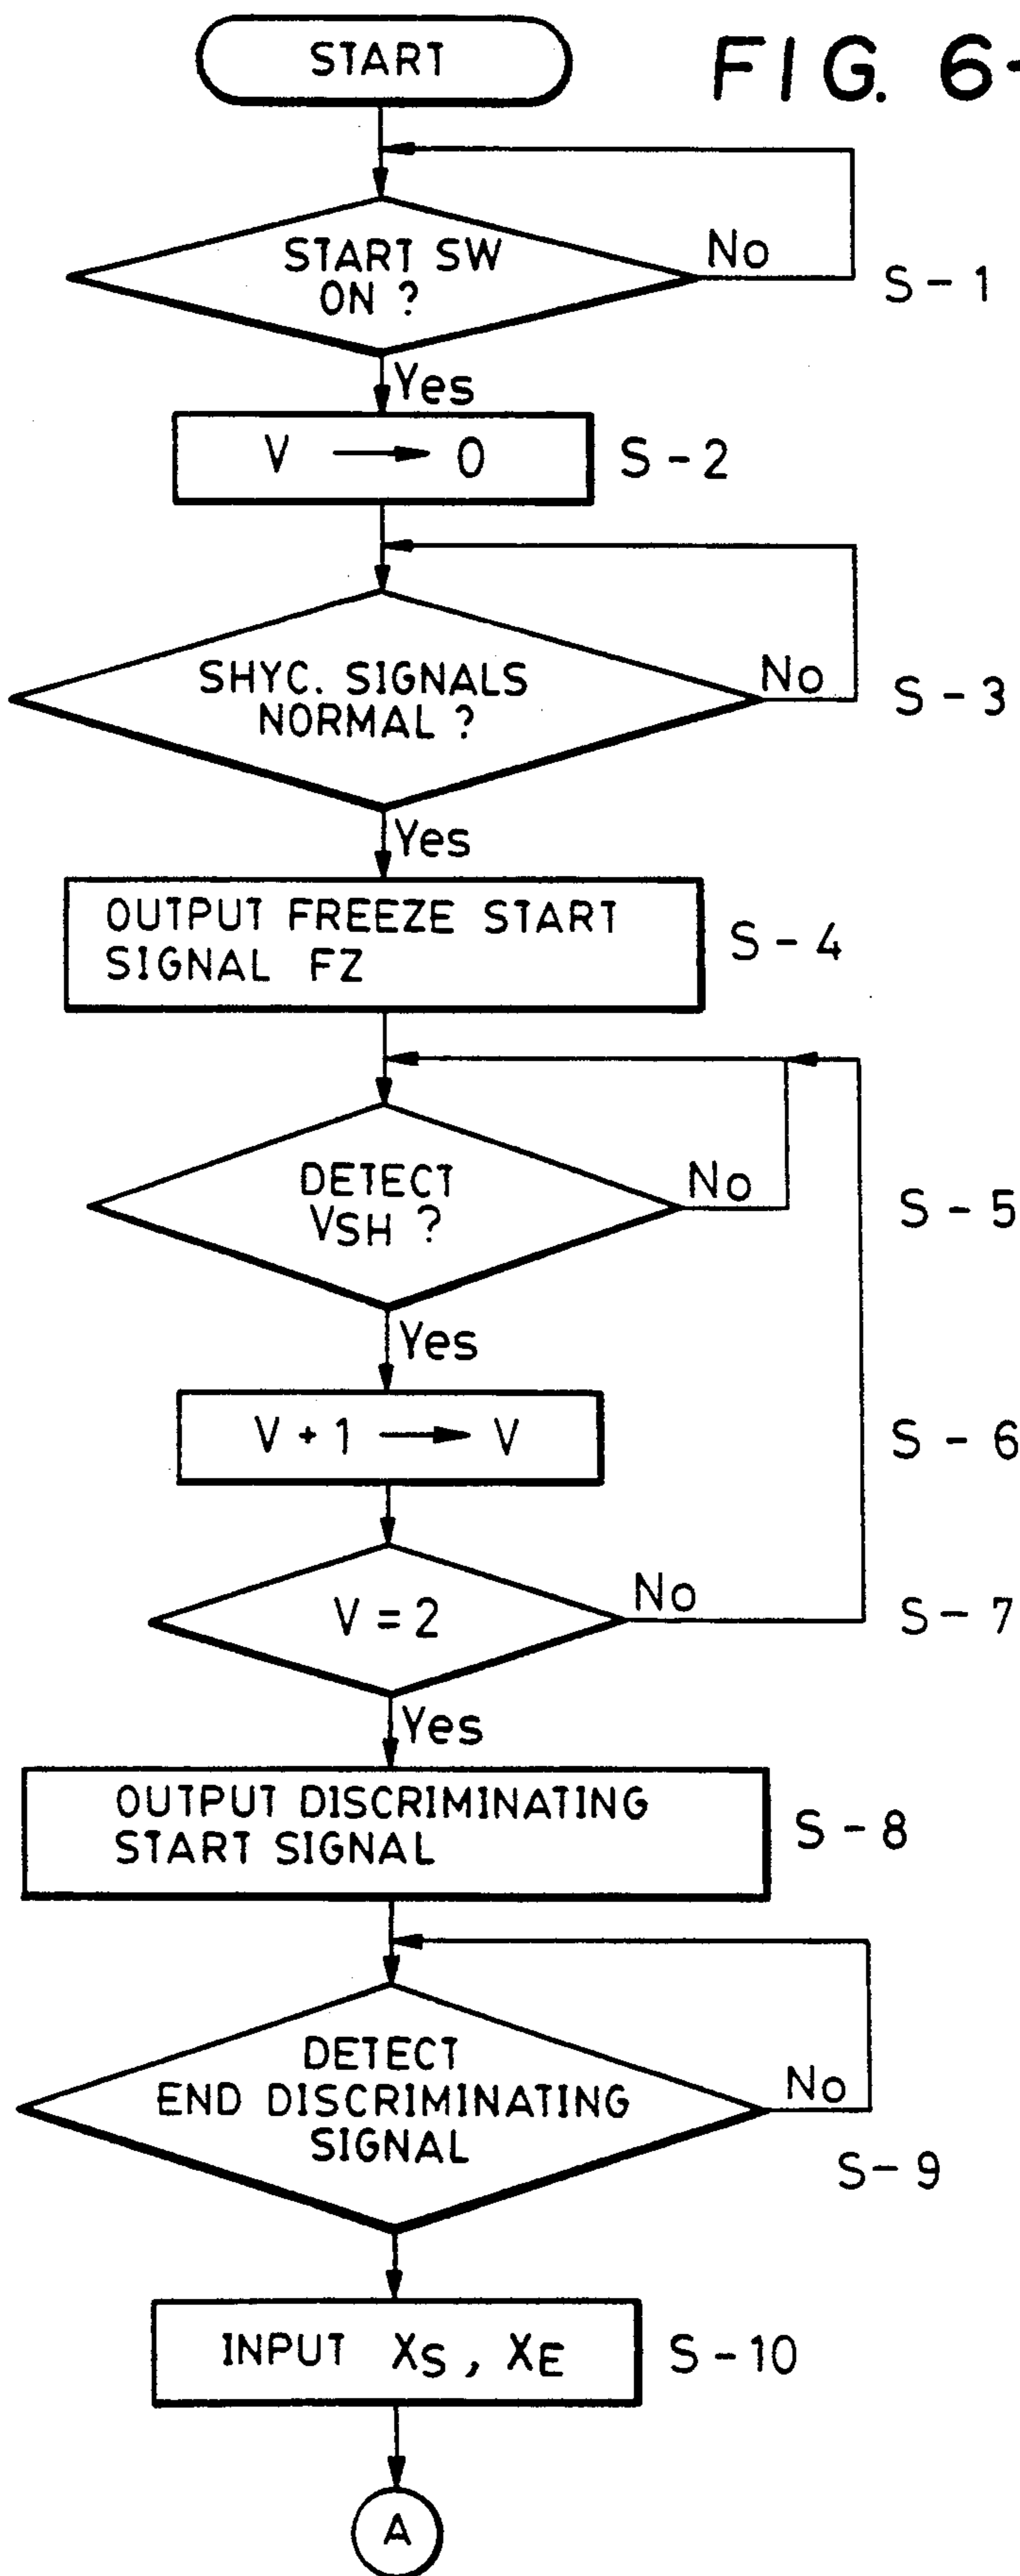 FIG. 6-
START
START SW
ON ?
No
S-1
Yes
V → 0
S-2
SHYC. SIGNALS
NORMAL ?
No
S-3
Yes
OUTPUT FREEZE START
SIGNAL FZ
S-4
DETECT
VSH ?
No
S-5
Yes
V + 1 → V
S-6
V = 2
No
S-7
Yes
OUTPUT DISCRIMINATING
START SIGNAL
S-8
DETECT
END DISCRIMINATING
SIGNAL
No
S-9
INPUT XS, XE
S-10
A